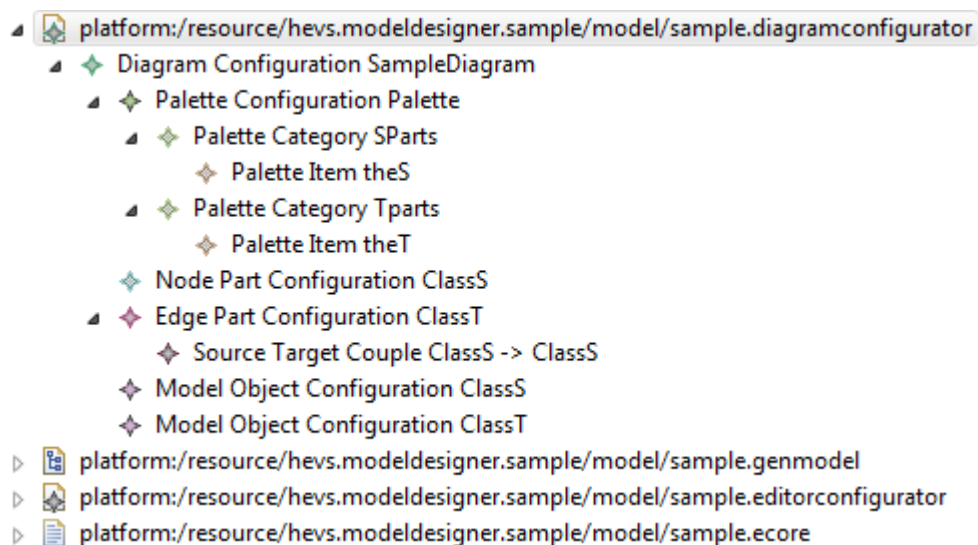 platform:/resource/hevs.modeldesigner.sample/model/sample.diagramconfigurator
Diagram Configuration SampleDiagram
Palette Configuration Palette
Palette Category SParts
Palette Item theS
Palette Category Tparts
Palette Item theT
Node Part Configuration ClassS
Edge Part Configuration ClassT
Source Target Couple ClassS -> ClassS
Model Object Configuration ClassS
Model Object Configuration ClassT
platform:/resource/hevs.modeldesigner.sample/model/sample.genmodel
platform:/resource/hevs.modeldesigner.sample/model/sample.editorconfigurator
platform:/resource/hevs.modeldesigner.sample/model/sample.ecore